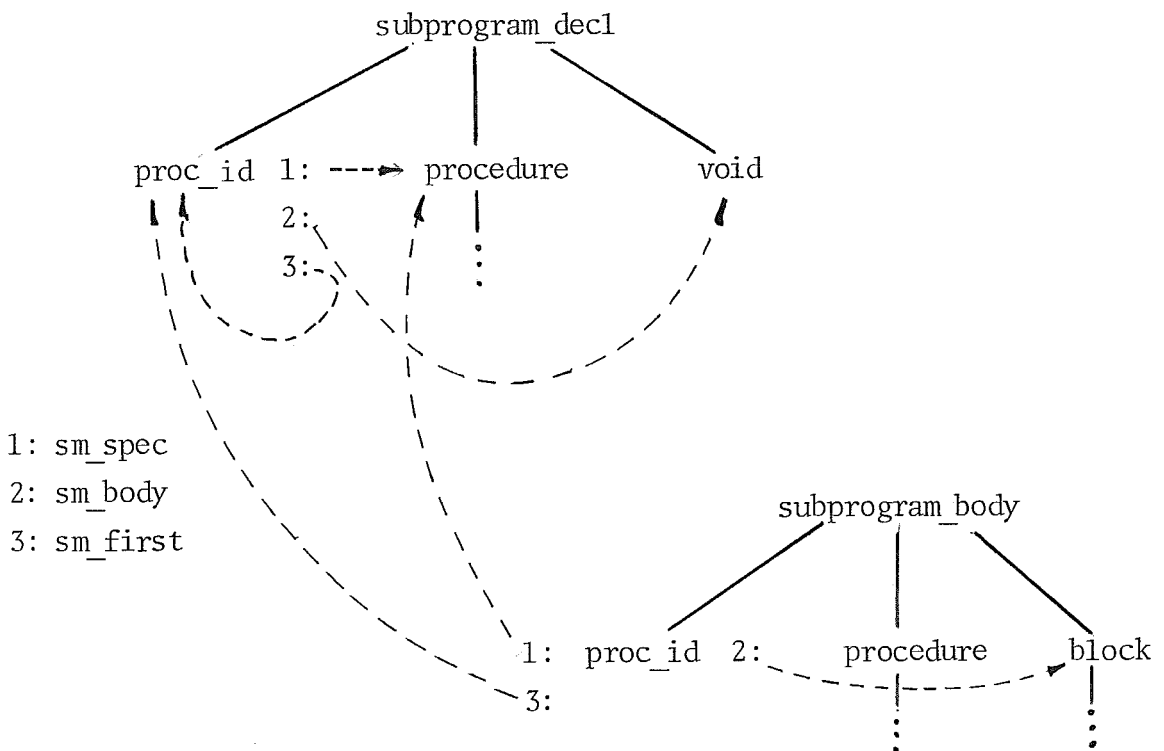 subprogram_decl
proc_id 1: procedure void
2:
3:
1: sm_spec
2: sm_body
3: sm_first
subprogram_body
1: proc_id 2: procedure block
3: